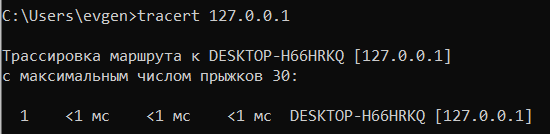 C:\Users\evgen>tracert 127.0.0.1
Трассировка маршрута к DESKTOP-H66HRKQ [127.0.0.1]
с максимальным числом прыжков 30:
1 <1 мс <1 мс <1 мс DESKTOP-H66HRKQ [127.0.0.1]